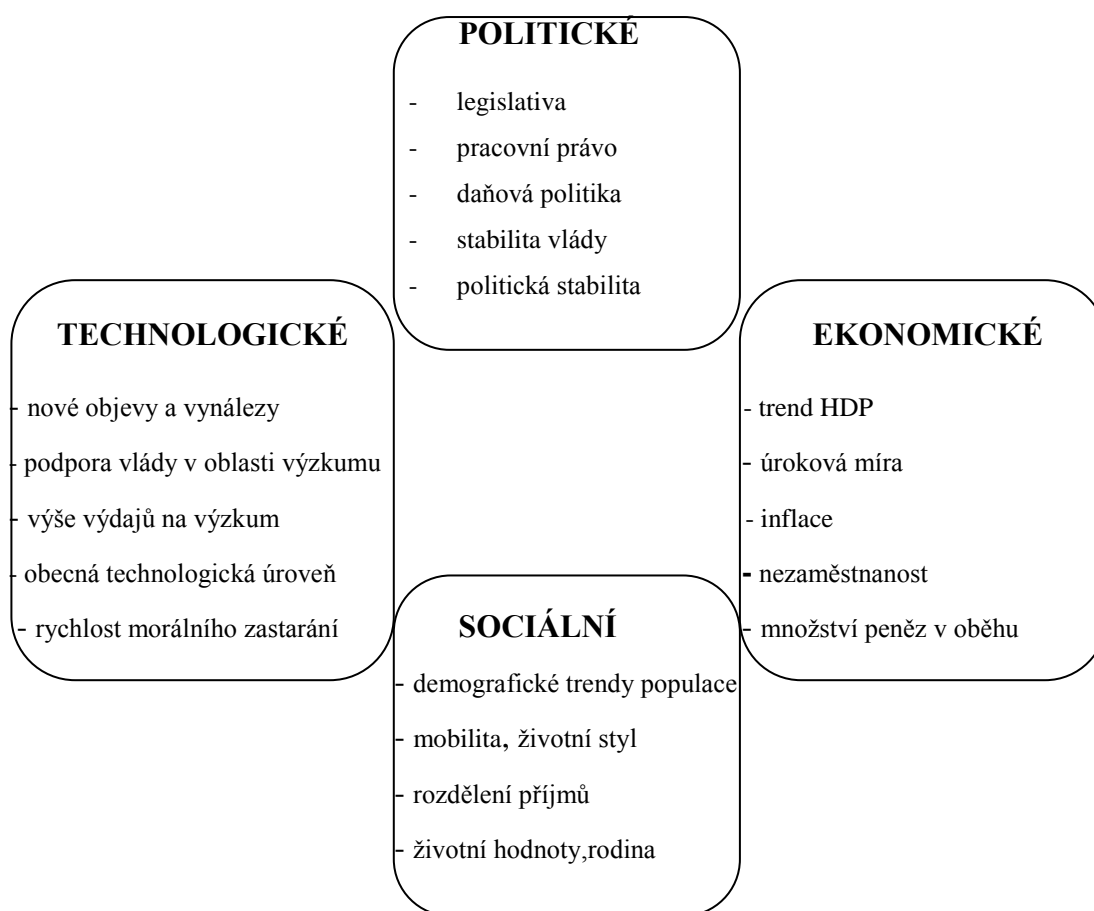 POLITICKÉ
- legislativa
- pracovní právo
- daňová politika
- stabilita vlády
- politická stabilita
TECHNOLOGICKÉ
- nové objevy a vynálezy
- podpora vlády v oblasti výzkumu
- výše výdajů na výzkum
- obecná technologická úroveň
- rychlost morálního zastarání
EKONOMICKÉ
- trend HDP
- úroková míra
- inflace
- nezaměstnanost
- množství peněz v oběhu
SOCIÁLNÍ
- demografické trendy populace
- mobilita, životní styl
- rozdělení příjmů
- životní hodnoty,rodina